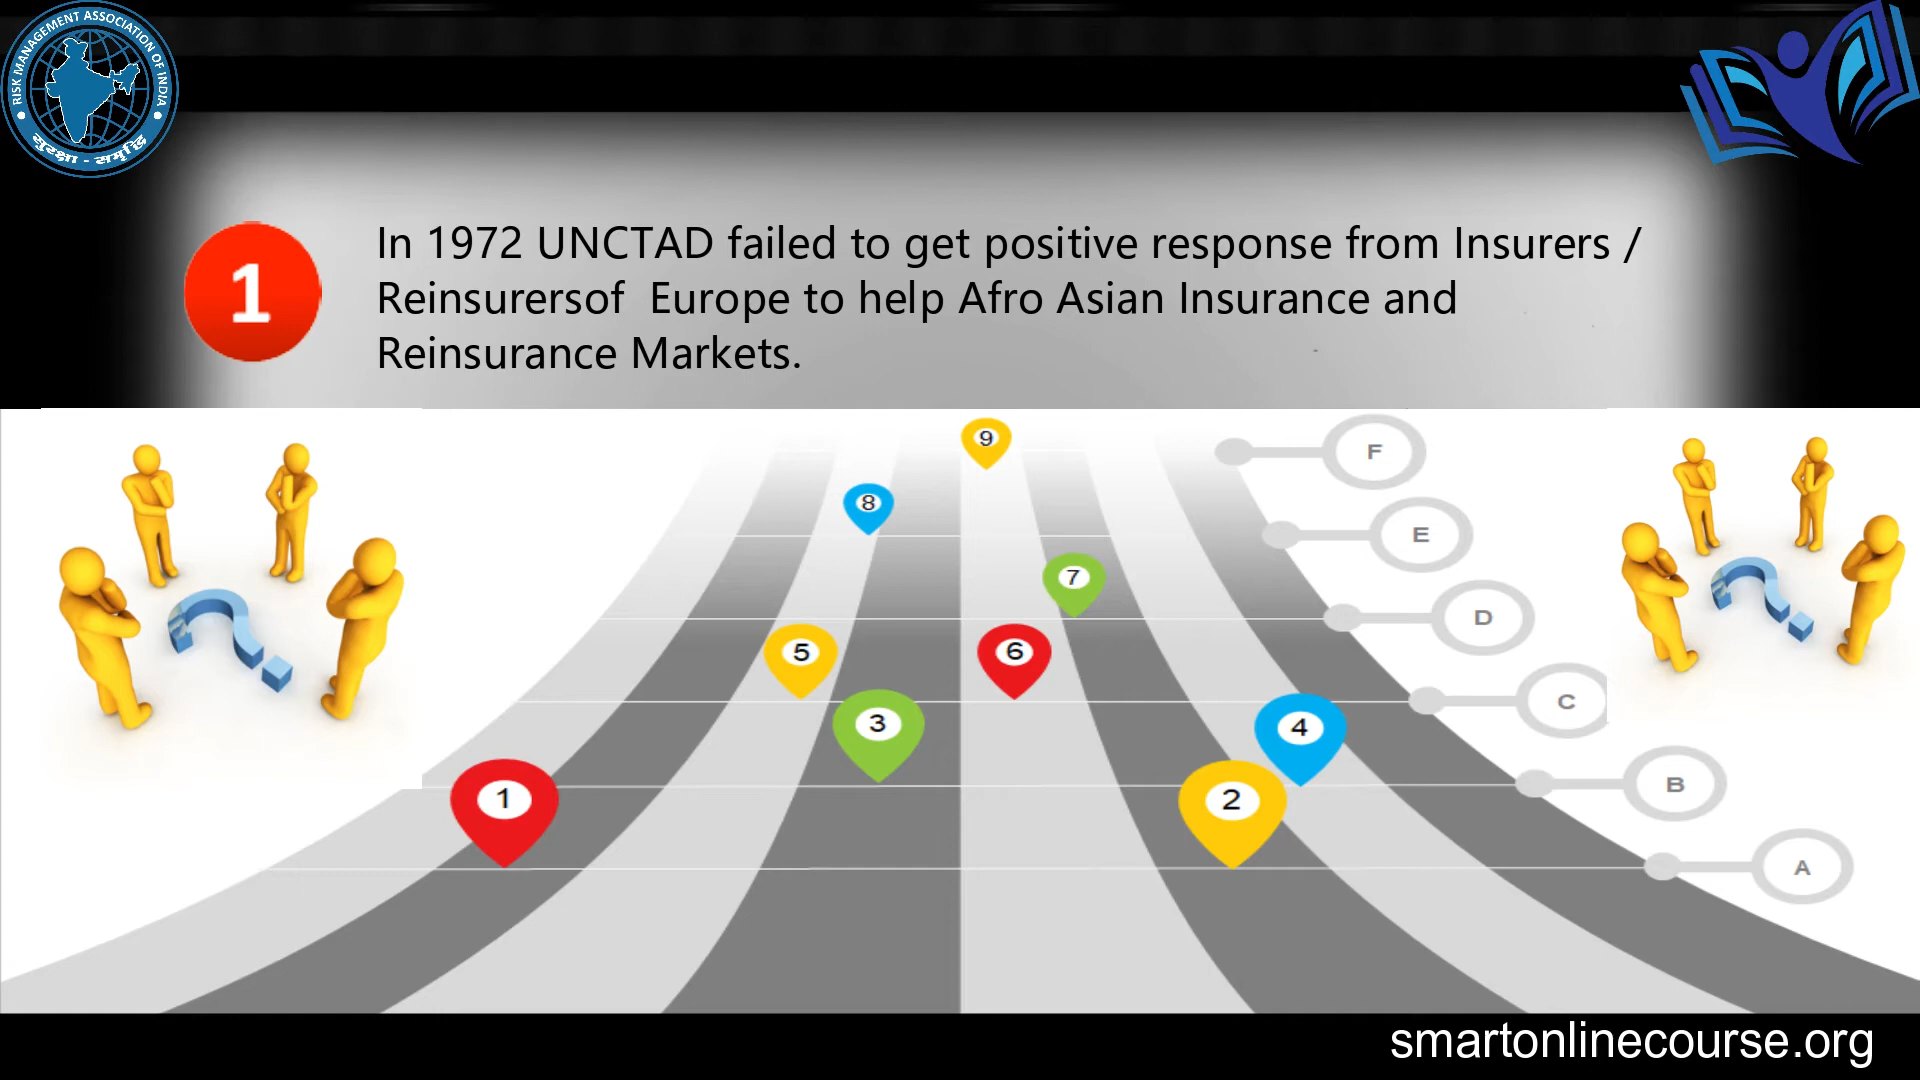 RISK MANAGEMENT ASSOCIATION OF INDIA
सुरक्षा - समृद्धि
1
In 1972 UNCTAD failed to get positive response from Insurers /
Reinsurersof  Europe to help Afro Asian Insurance and
Reinsurance Markets.
9
F
8
E
7
D
5
6
C
3
4
1
2
B
A
smartonlinecourse.org